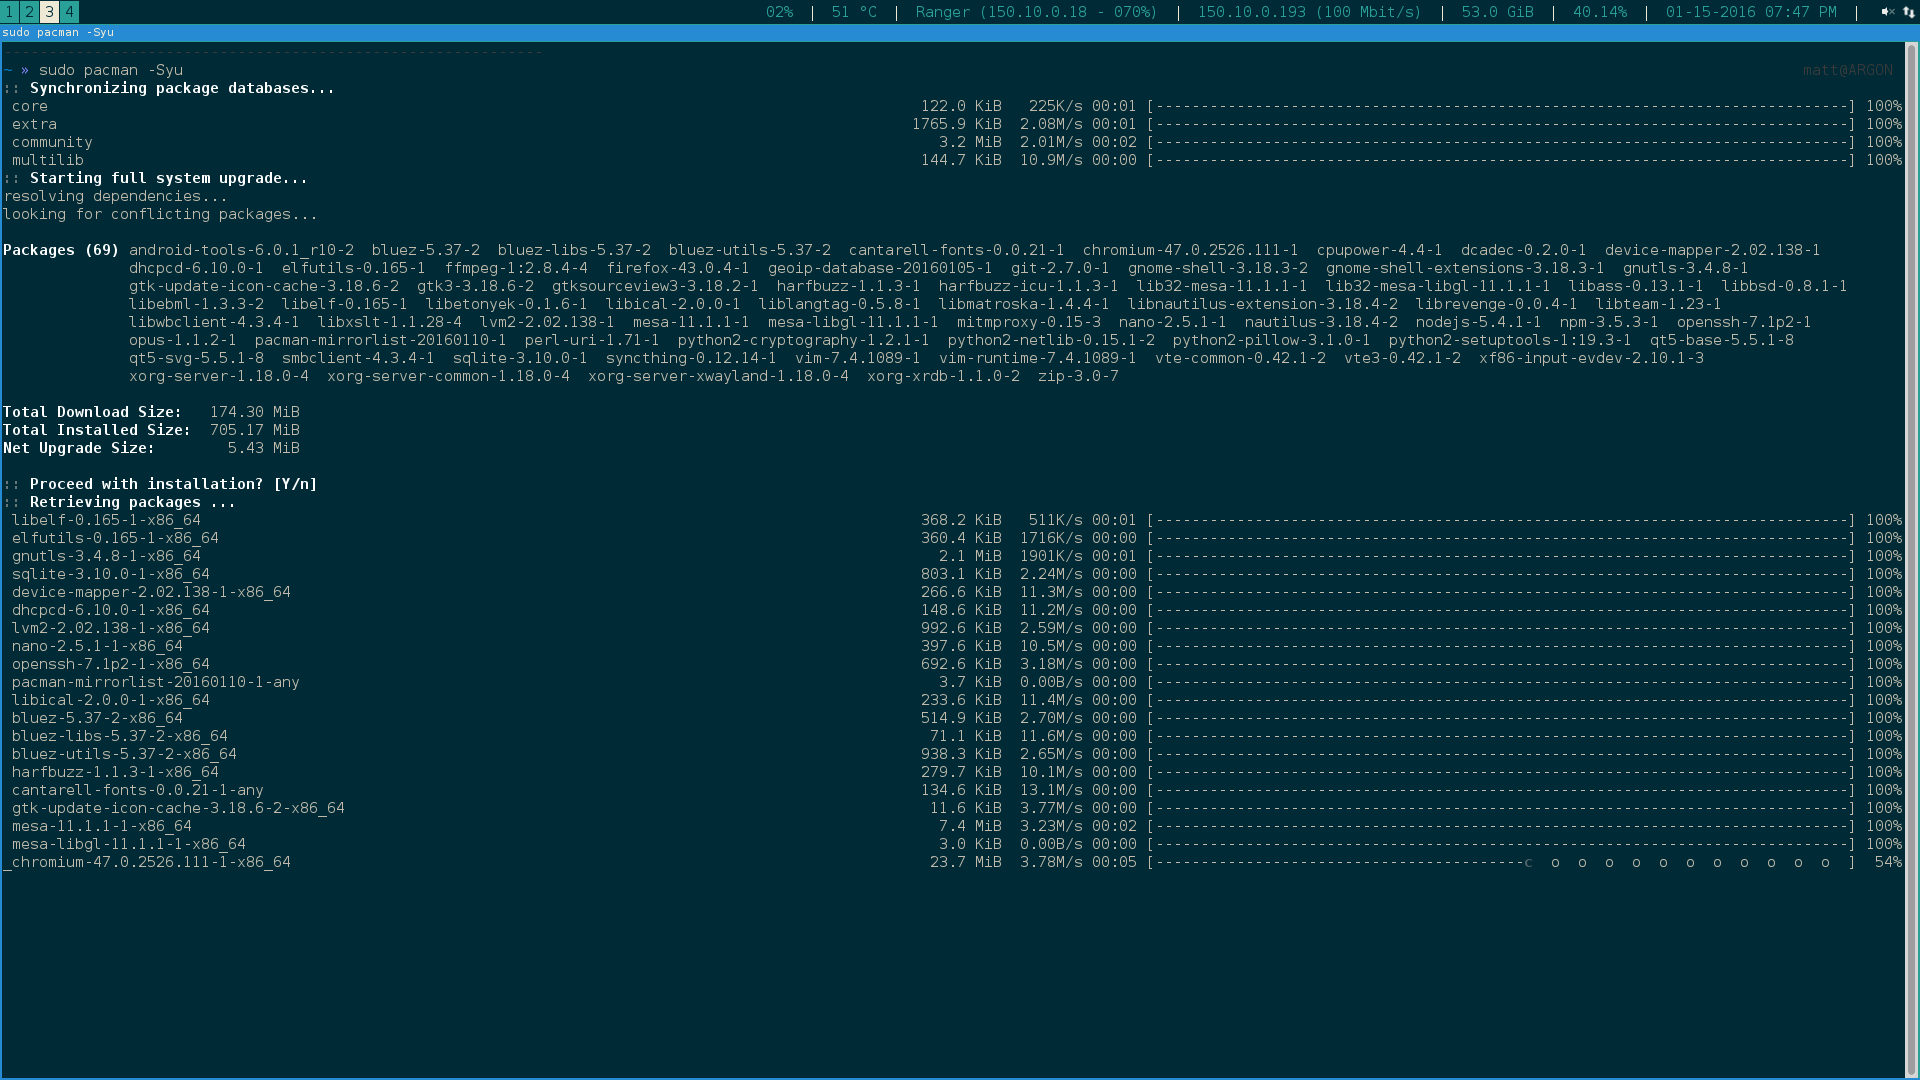 1 2 3 4 02% | 51 °C | Ranger (150.10.0.18 - 070%) | 150.10.0.193 (100 Mbit/s) | 53.0 GiB | 40.14% | 01-15-2016 07:47 PM |
sudo pacman -Syu
------------------------------------------------------------
~ » sudo pacman -Syu matt@ARGON
:: Synchronizing package databases...
core 122.0 KiB 225K/s 00:01 [-----------------------------------------------------------------------------] 100%
extra 1765.9 KiB 2.08M/s 00:01 [-----------------------------------------------------------------------------] 100%
community 3.2 MiB 2.01M/s 00:02 [-----------------------------------------------------------------------------] 100%
multilib 144.7 KiB 10.9M/s 00:00 [-----------------------------------------------------------------------------] 100%
:: Starting full system upgrade...
resolving dependencies...
looking for conflicting packages...
Packages (69) android-tools-6.0.1_r10-2 bluez-5.37-2 bluez-libs-5.37-2 bluez-utils-5.37-2 cantarell-fonts-0.0.21-1 chromium-47.0.2526.111-1 cpupower-4.4-1 dcadec-0.2.0-1 device-mapper-2.02.138-1
dhcpcd-6.10.0-1 elfutils-0.165-1 ffmpeg-1:2.8.4-4 firefox-43.0.4-1 geoip-database-20160105-1 git-2.7.0-1 gnome-shell-3.18.3-2 gnome-shell-extensions-3.18.3-1 gnutls-3.4.8-1
gtk-update-icon-cache-3.18.6-2 gtk3-3.18.6-2 gtksourceview3-3.18.2-1 harfbuzz-1.1.3-1 harfbuzz-icu-1.1.3-1 lib32-mesa-11.1.1-1 lib32-mesa-libgl-11.1.1-1 libass-0.13.1-1 libbsd-0.8.1-1
libebml-1.3.3-2 libelf-0.165-1 libetonyek-0.1.6-1 libical-2.0.0-1 liblangtag-0.5.8-1 libmatroska-1.4.4-1 libnautilus-extension-3.18.4-2 librevenge-0.0.4-1 libteam-1.23-1
libwbclient-4.3.4-1 libxslt-1.1.28-4 lvm2-2.02.138-1 mesa-11.1.1-1 mesa-libgl-11.1.1-1 mitmproxy-0.15-3 nano-2.5.1-1 nautilus-3.18.4-2 nodejs-5.4.1-1 npm-3.5.3-1 openssh-7.1p2-1
opus-1.1.2-1 pacman-mirrorlist-20160110-1 perl-uri-1.71-1 python2-cryptography-1.2.1-1 python2-netlib-0.15.1-2 python2-pillow-3.1.0-1 python2-setuptools-1:19.3-1 qt5-base-5.5.1-8
qt5-svg-5.5.1-8 smbclient-4.3.4-1 sqlite-3.10.0-1 syncthing-0.12.14-1 vim-7.4.1089-1 vim-runtime-7.4.1089-1 vte-common-0.42.1-2 vte3-0.42.1-2 xf86-input-evdev-2.10.1-3
xorg-server-1.18.0-4 xorg-server-common-1.18.0-4 xorg-server-xwayland-1.18.0-4 xorg-xrdb-1.1.0-2 zip-3.0-7
Total Download Size: 174.30 MiB
Total Installed Size: 705.17 MiB
Net Upgrade Size: 5.43 MiB
:: Proceed with installation? [Y/n]
:: Retrieving packages ...
libelf-0.165-1-x86_64 368.2 KiB 511K/s 00:01 [-----------------------------------------------------------------------------] 100%
elfutils-0.165-1-x86_64 360.4 KiB 1716K/s 00:00 [-----------------------------------------------------------------------------] 100%
gnutls-3.4.8-1-x86_64 2.1 MiB 1901K/s 00:01 [-----------------------------------------------------------------------------] 100%
sqlite-3.10.0-1-x86_64 803.1 KiB 2.24M/s 00:00 [-----------------------------------------------------------------------------] 100%
device-mapper-2.02.138-1-x86_64 266.6 KiB 11.3M/s 00:00 [-----------------------------------------------------------------------------] 100%
dhcpcd-6.10.0-1-x86_64 148.6 KiB 11.2M/s 00:00 [-----------------------------------------------------------------------------] 100%
lvm2-2.02.138-1-x86_64 992.6 KiB 2.59M/s 00:00 [-----------------------------------------------------------------------------] 100%
nano-2.5.1-1-x86_64 397.6 KiB 10.5M/s 00:00 [-----------------------------------------------------------------------------] 100%
openssh-7.1p2-1-x86_64 692.6 KiB 3.18M/s 00:00 [-----------------------------------------------------------------------------] 100%
pacman-mirrorlist-20160110-1-any 3.7 KiB 0.00B/s 00:00 [-----------------------------------------------------------------------------] 100%
libical-2.0.0-1-x86_64 233.6 KiB 11.4M/s 00:00 [-----------------------------------------------------------------------------] 100%
bluez-5.37-2-x86_64 514.9 KiB 2.70M/s 00:00 [-----------------------------------------------------------------------------] 100%
bluez-libs-5.37-2-x86_64 71.1 KiB 11.6M/s 00:00 [-----------------------------------------------------------------------------] 100%
bluez-utils-5.37-2-x86_64 938.3 KiB 2.65M/s 00:00 [-----------------------------------------------------------------------------] 100%
harfbuzz-1.1.3-1-x86_64 279.7 KiB 10.1M/s 00:00 [-----------------------------------------------------------------------------] 100%
cantarell-fonts-0.0.21-1-any 134.6 KiB 13.1M/s 00:00 [-----------------------------------------------------------------------------] 100%
gtk-update-icon-cache-3.18.6-2-x86_64 11.6 KiB 3.77M/s 00:00 [-----------------------------------------------------------------------------] 100%
mesa-11.1.1-1-x86_64 7.4 MiB 3.23M/s 00:02 [-----------------------------------------------------------------------------] 100%
mesa-libgl-11.1.1-1-x86_64 3.0 KiB 0.00B/s 00:00 [-----------------------------------------------------------------------------] 100%
_chromium-47.0.2526.111-1-x86_64 23.7 MiB 3.78M/s 00:05 [-----------------------------------------c o o o o o o o o o o o ] 54%